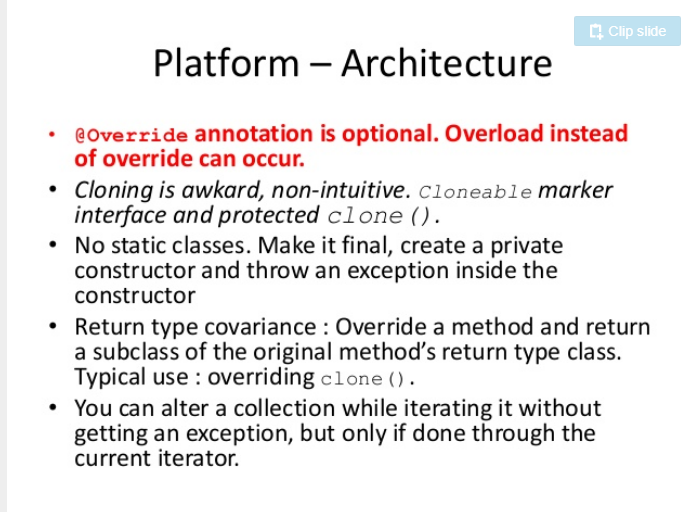 Clip slide
Platform – Architecture
• @Override annotation is optional. Overload instead
of override can occur.
• Cloning is awkard, non-intuitive. Cloneable marker
interface and protected clone().
• No static classes. Make it final, create a private
constructor and throw an exception inside the
constructor
• Return type covariance : Override a method and return
a subclass of the original method’s return type class.
Typical use : overriding clone().
• You can alter a collection while iterating it without
getting an exception, but only if done through the
current iterator.